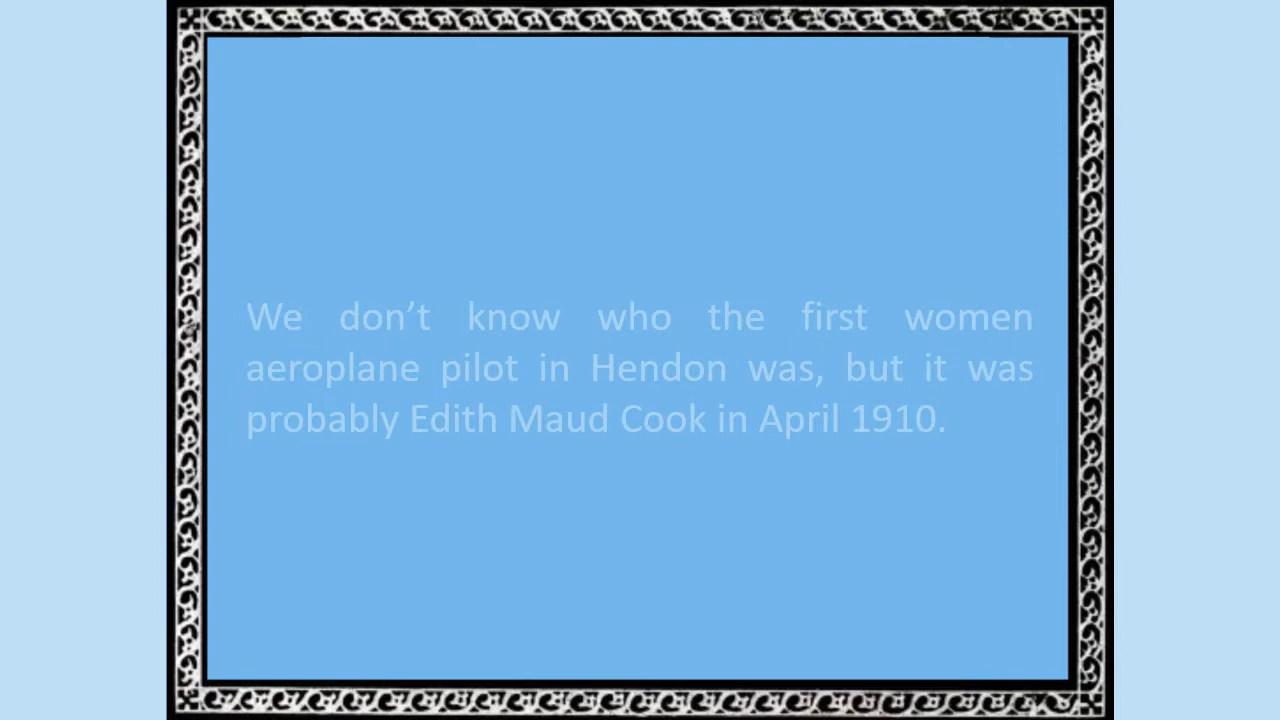 We don’t know who the first women
aeroplane pilot in Hendon was, but it was
probably Edith Maud Cook in April 1910.